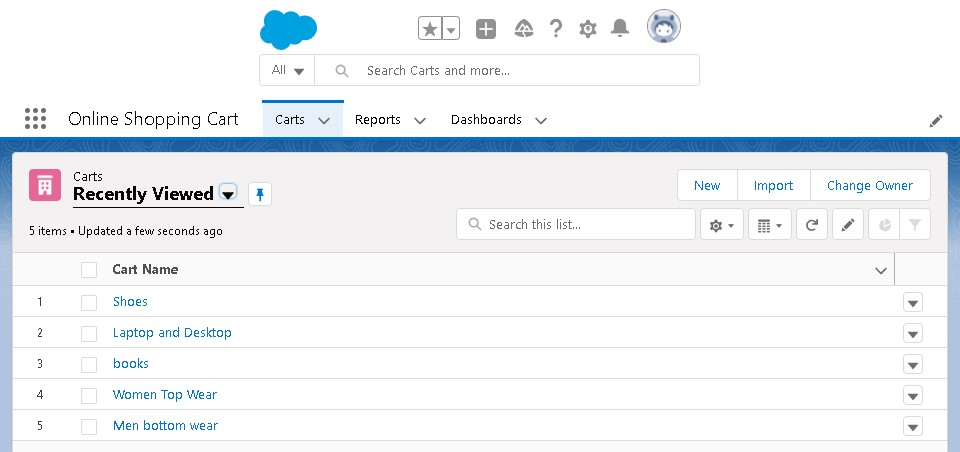 All
Search Carts and more...
Online Shopping Cart Carts Reports Dashboards
Carts
Recently Viewed
New Import Change Owner
5 items • Updated a few seconds ago
Search this list...
Cart Name
1 Shoes
2 Laptop and Desktop
3 books
4 Women Top Wear
5 Men bottom wear